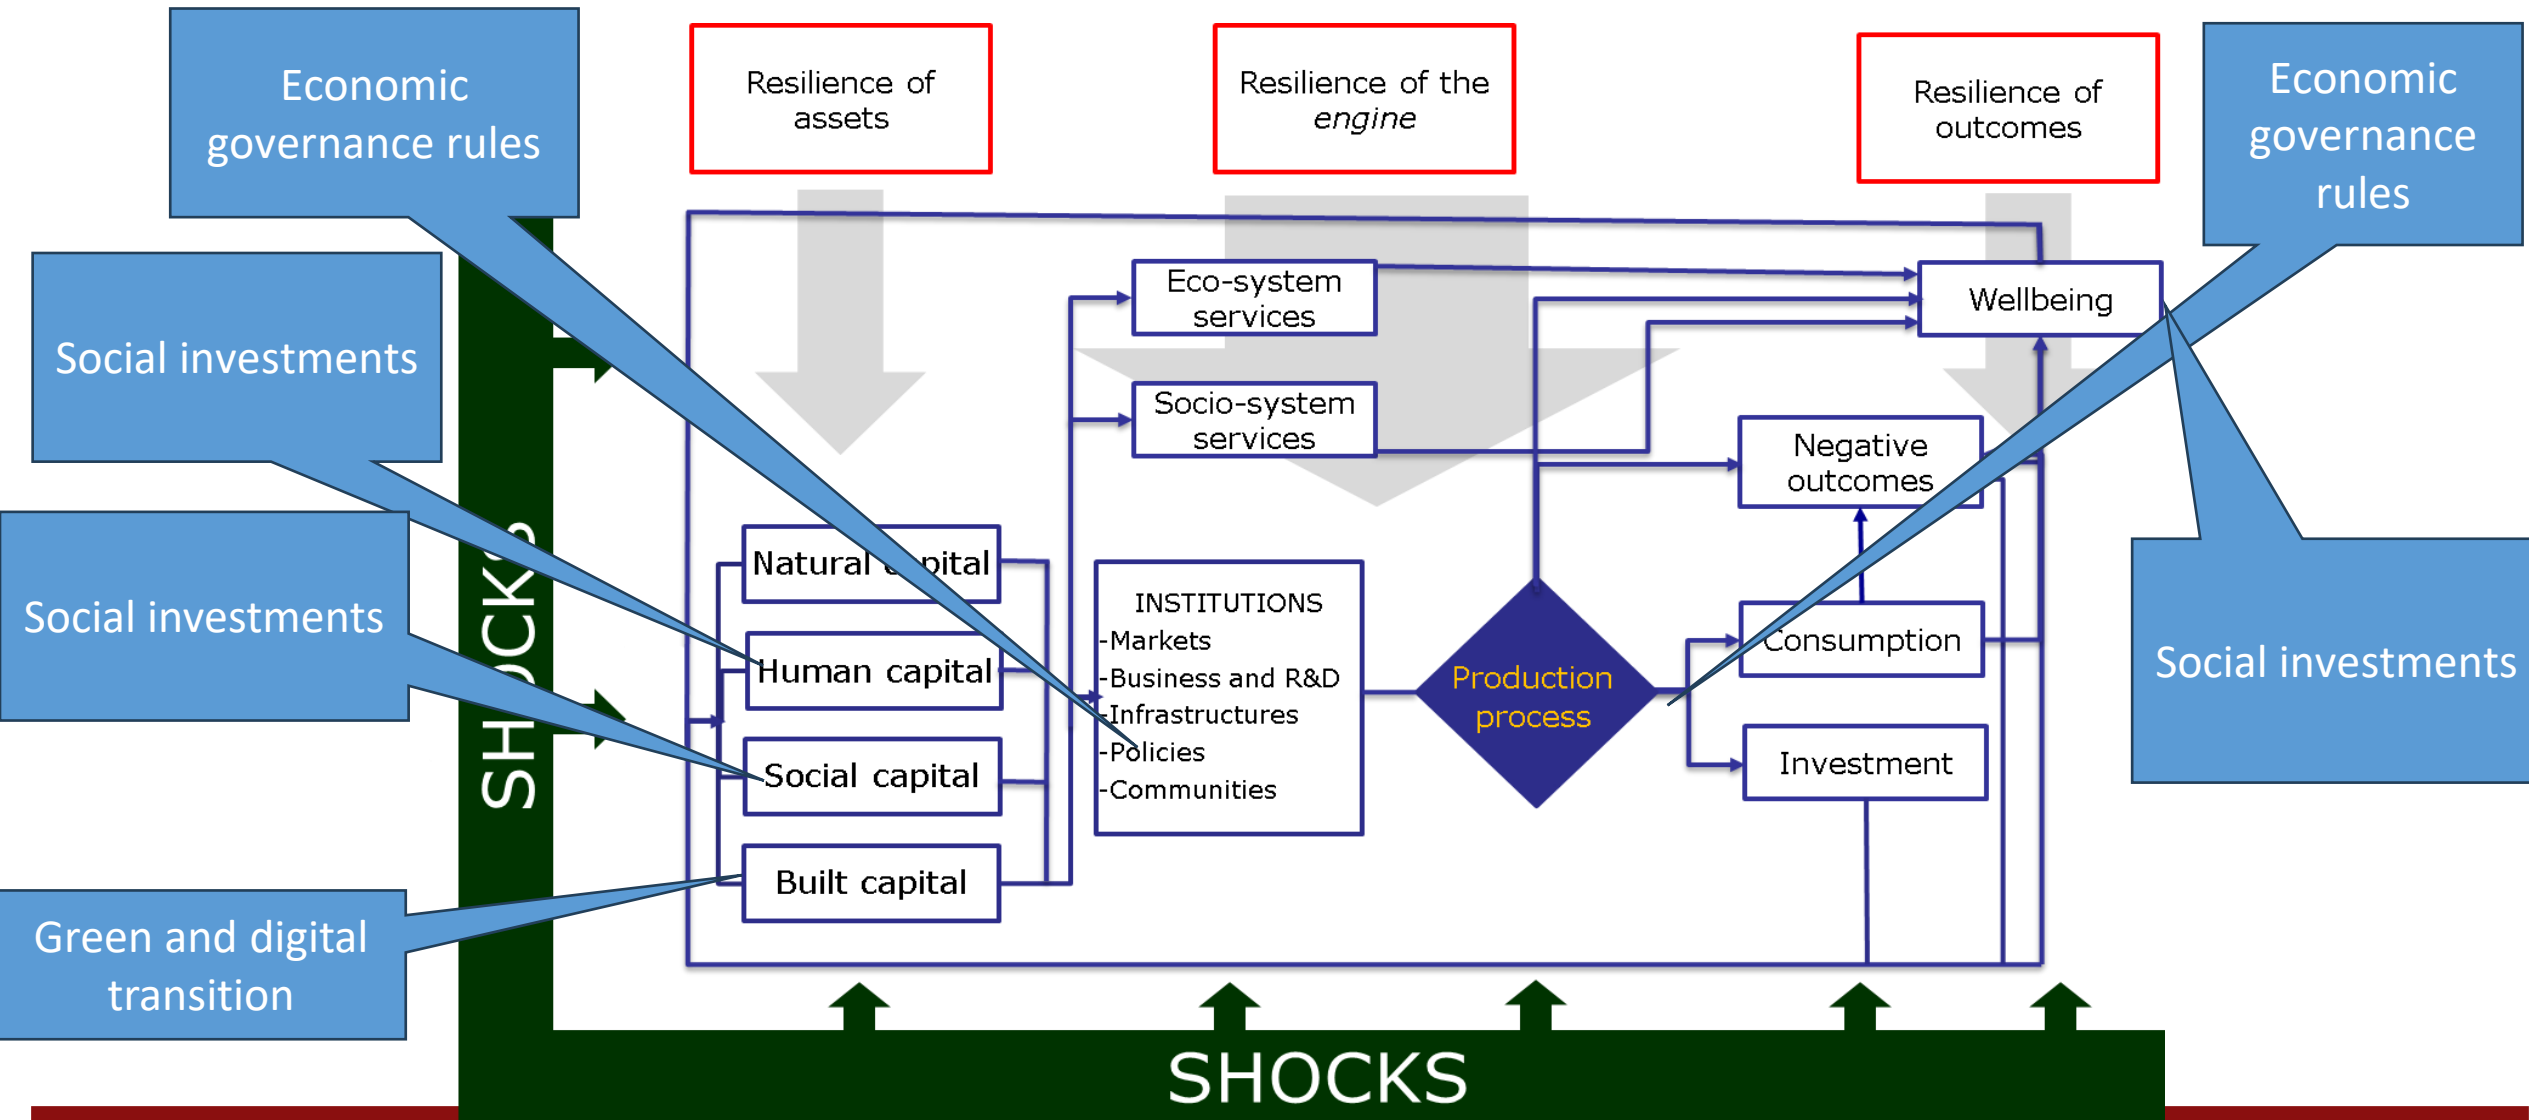 Economic
governance rules
Resilience of
assets
Resilience of the
engine
Resilience of
outcomes
Economic
governance
rules
Social investments
Eco-system
services
Wellbeing
Socio-system
services
Negative
outcomes
SHOCKS
Social investments
Natural capital
Human capital
Social capital
Built capital
INSTITUTIONS
-Markets
-Business and R&D
-Infrastructures
-Policies
-Communities
Production
process
Consumption
Investment
Social investments
Green and digital
transition
SHOCKS